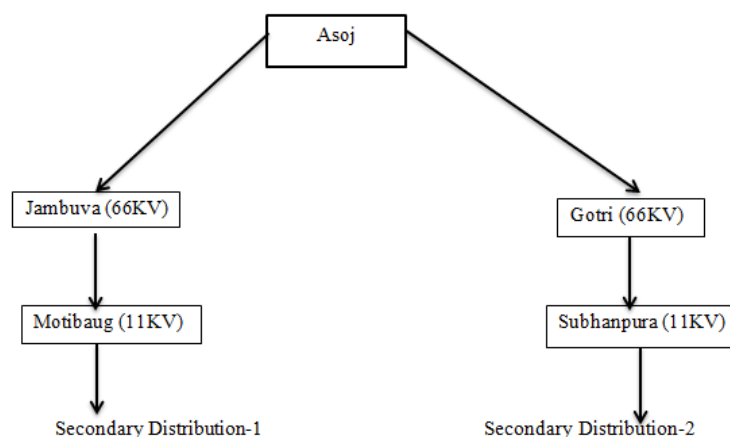 Asoj
Jambuva (66KV)
Gotri (66KV)
Motibaug (11KV)
Subhanpura (11KV)
Secondary Distribution-1
Secondary Distribution-2